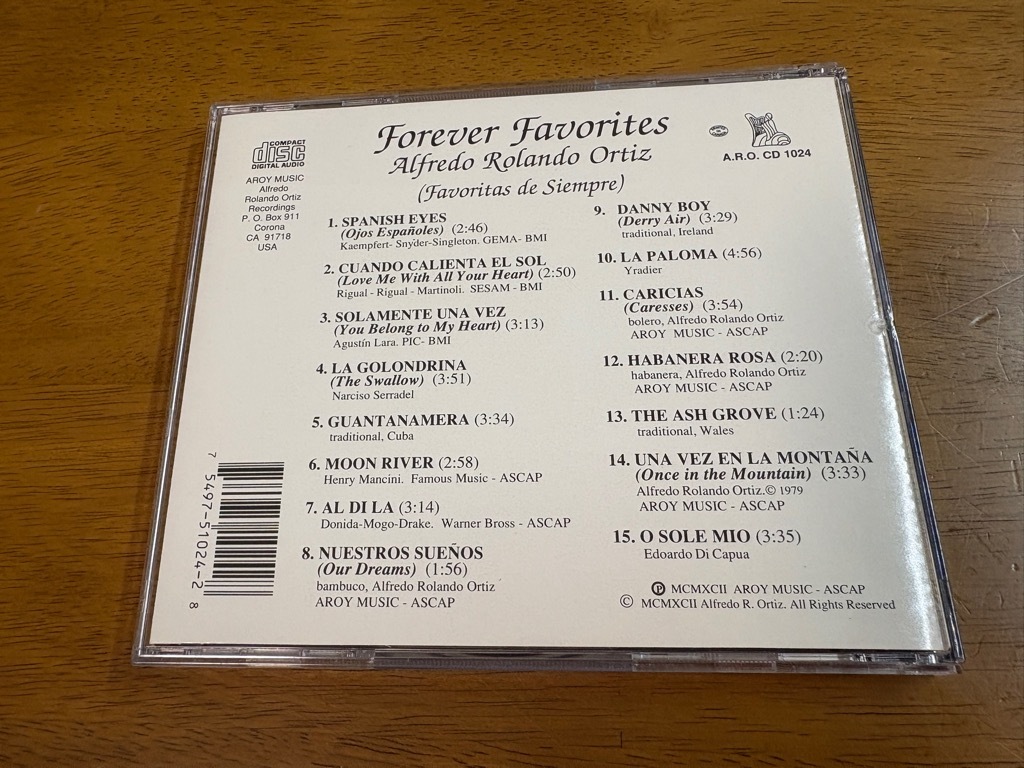 Forever Favorites
Alfredo Rolando Ortiz
(Favoritas de Siempre)
COMPACT
disc
DIGITAL AUDIO
AROY MUSIC
Alfredo
Rolando Ortiz
Recordings
P. O. Box 911
Corona
CA 91718
USA
A.R.O. CD 1024
1. SPANISH EYES
(Ojos Españoles) (2:46)
Kaempfert- Snyder-Singleton. GEMA- BMI
2. CUANDO CALIENTA EL SOL
(Love Me With All Your Heart) (2:50)
Rigual - Rigual - Martinoli. SESAM - BMI
3. SOLAMENTE UNA VEZ
(You Belong to My Heart) (3:13)
Agustín Lara. PIC- BMI
4. LA GOLONDRINA
(The Swallow) (3:51)
Narciso Serradel
5. GUANTANAMERA (3:34)
traditional, Cuba
6. MOON RIVER (2:58)
Henry Mancini. Famous Music - ASCAP
7. AL DI LA (3:14)
Donida-Mogo-Drake. Warner Bross - ASCAP
8. NUESTROS SUEÑOS
(Our Dreams) (1:56)
bambuco, Alfredo Rolando Ortiz
AROY MUSIC - ASCAP
9. DANNY BOY
(Derry Air) (3:29)
traditional, Ireland
10. LA PALOMA (4:56)
Yradier
11. CARICIAS
(Caresses) (3:54)
bolero, Alfredo Rolando Ortiz
AROY MUSIC - ASCAP
12. HABANERA ROSA (2:20)
habanera, Alfredo Rolando Ortiz
AROY MUSIC - ASCAP
13. THE ASH GROVE (1:24)
traditional, Wales
14. UNA VEZ EN LA MONTAÑA
(Once in the Mountain) (3:33)
Alfredo Rolando Ortiz.© 1979
AROY MUSIC - ASCAP
15. O SOLE MIO (3:35)
Edoardo Di Capua
℗ MCMXCII AROY MUSIC - ASCAP
© MCMXCII Alfredo R. Ortiz. All Rights Reserved
7 5497-51024-2 8